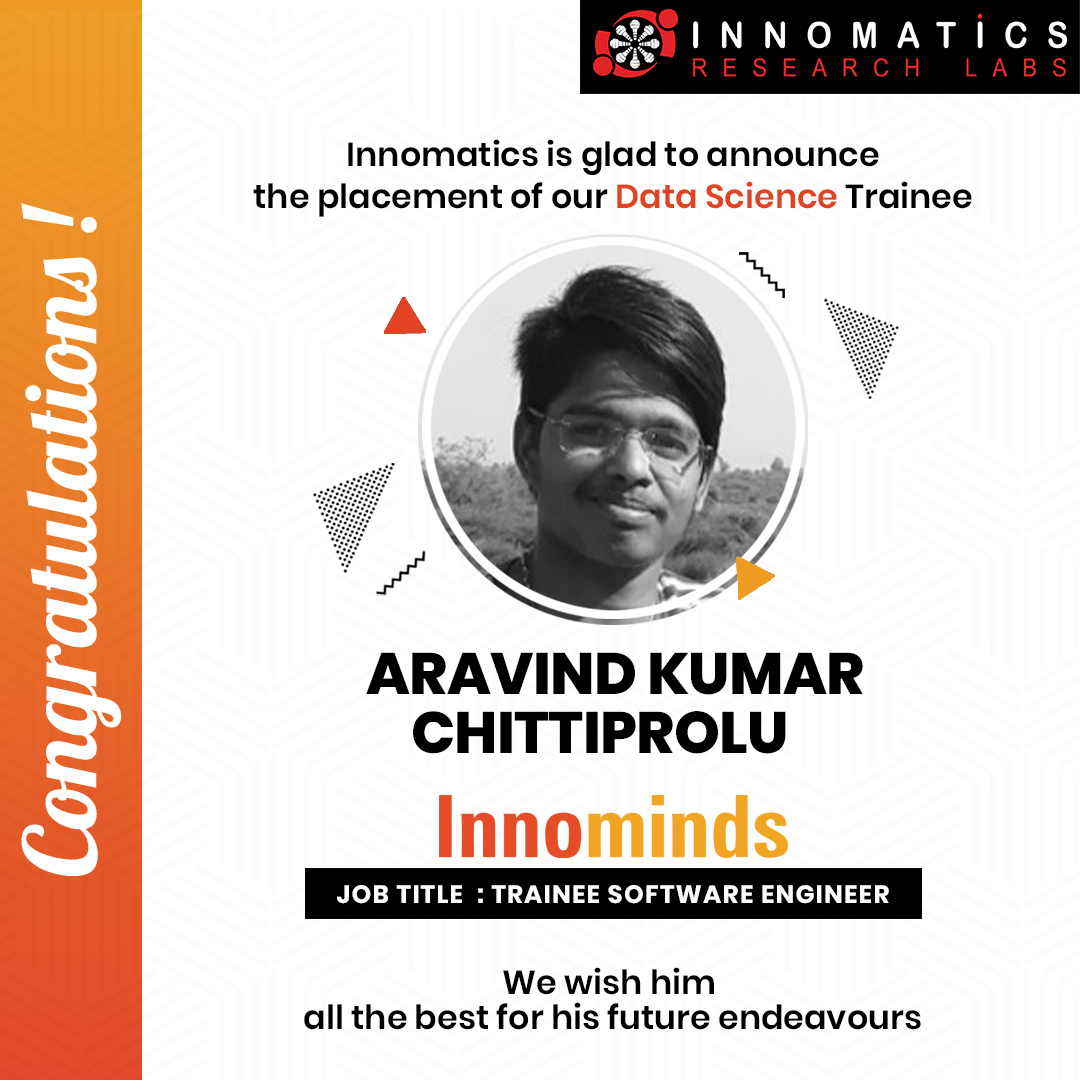 INNOMATICS
RESEARCH LABS
Congratulations !
Innomatics is glad to announce
the placement of our Data Science Trainee
ARAVIND KUMAR
CHITTIPROLU
Innominds
JOB TITLE : TRAINEE SOFTWARE ENGINEER
We wish him
all the best for his future endeavours